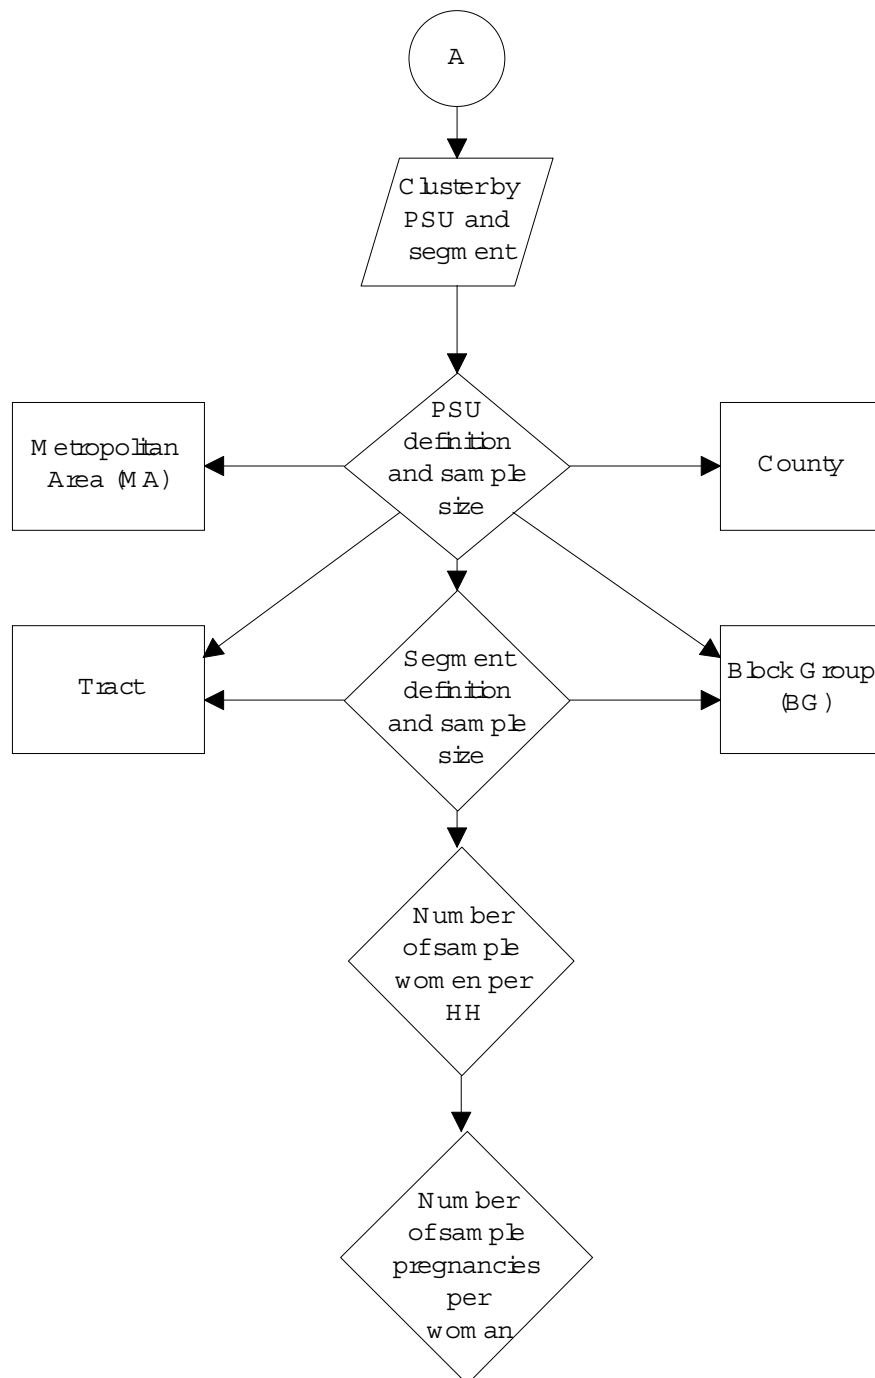 A
Cluster by
PSU and
segment
PSU
definition
and sample
size
Metropolitan
Area (MA)
County
Segment
definition
and sample
size
Tract
Block Group
(BG)
Number
of sample
women per
HH
Number
of sample
pregnancies
per
woman